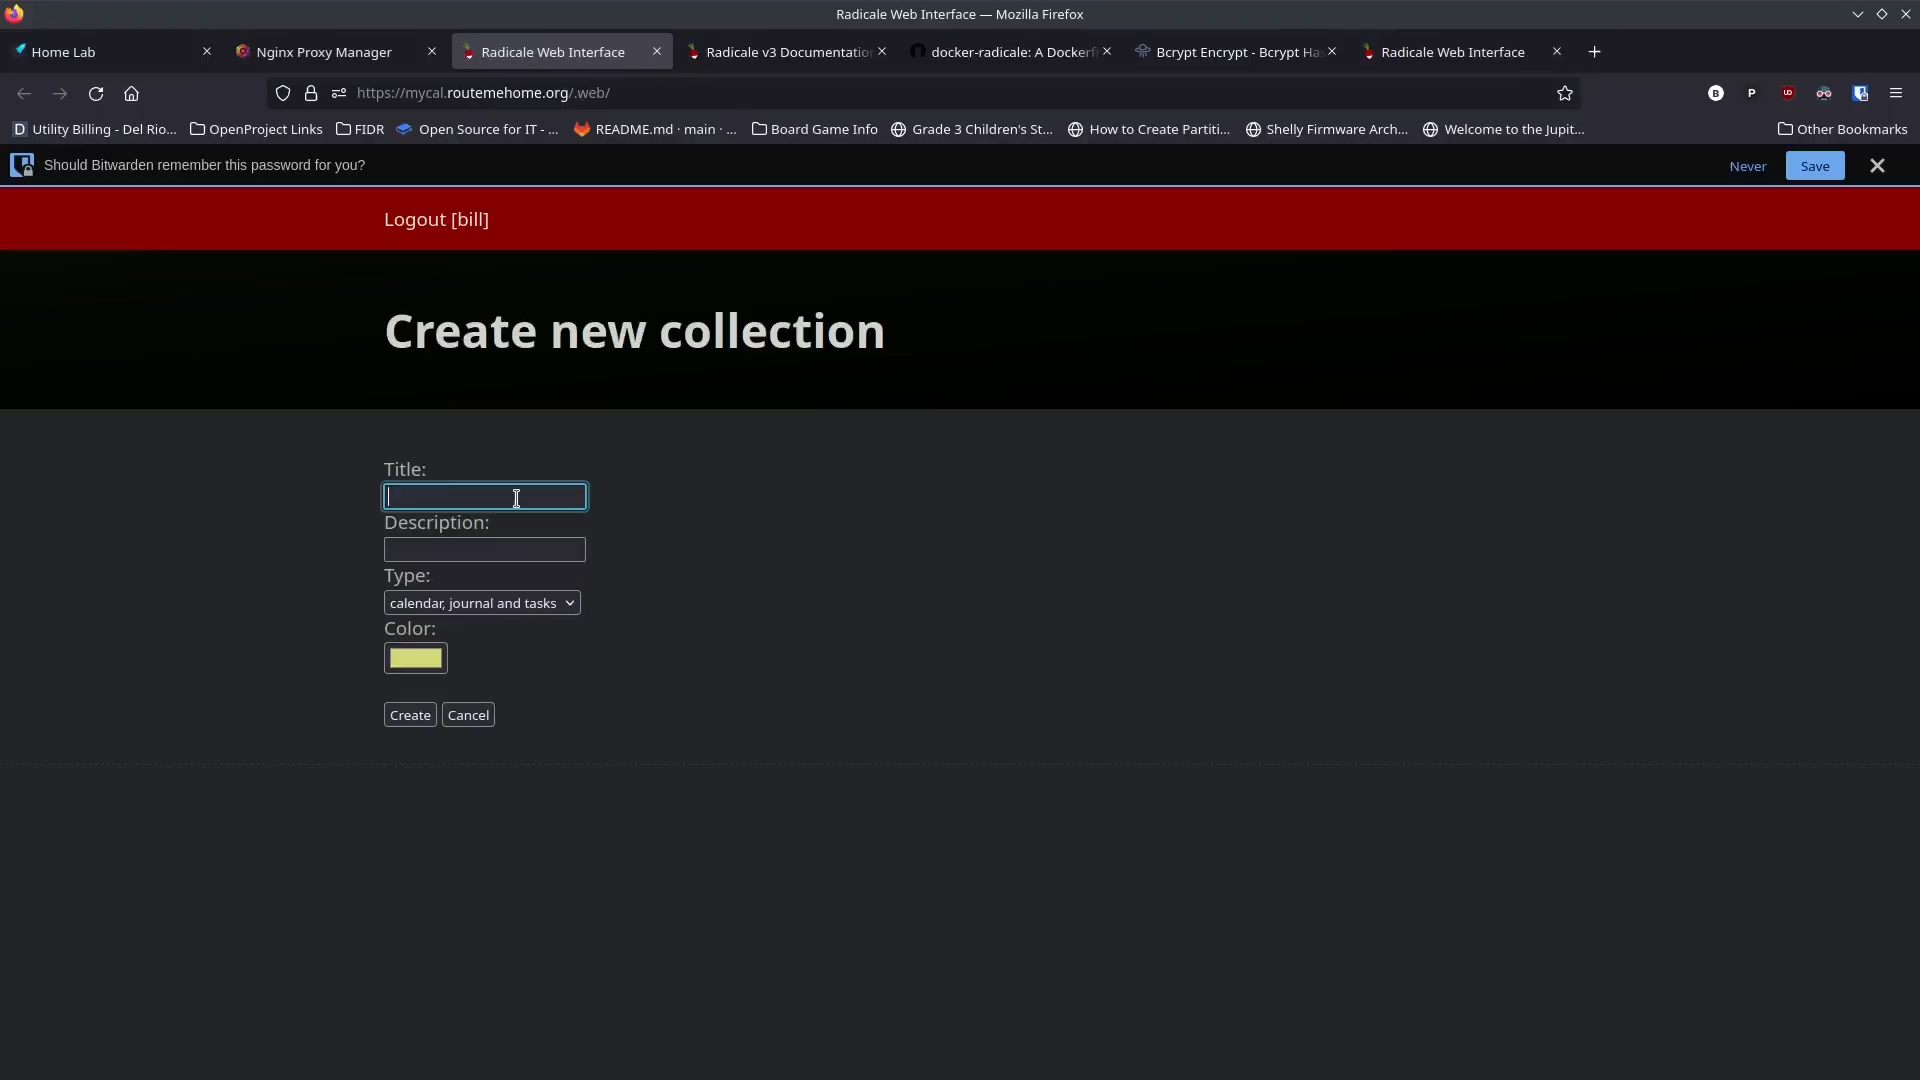 Radicale Web Interface — Mozilla Firefox
Home Lab
Nginx Proxy Manager
Radicale Web Interface
Radicale v3 Documentatio
docker-radicale: A Dockerf
Bcrypt Encrypt - Bcrypt Has
Radicale Web Interface
https://mycal.routemehome.org/.web/
Utility Billing - Del Rio...
OpenProject Links
FIDR
Open Source for IT - ...
README.md · main · ...
Board Game Info
Grade 3 Children's St...
How to Create Partiti...
Shelly Firmware Arch...
Welcome to the Jupit...
Other Bookmarks
Should Bitwarden remember this password for you?
Never
Save
Logout [bill]
Create new collection
Title:
Description:
Type:
calendar, journal and tasks
Color:
Create
Cancel